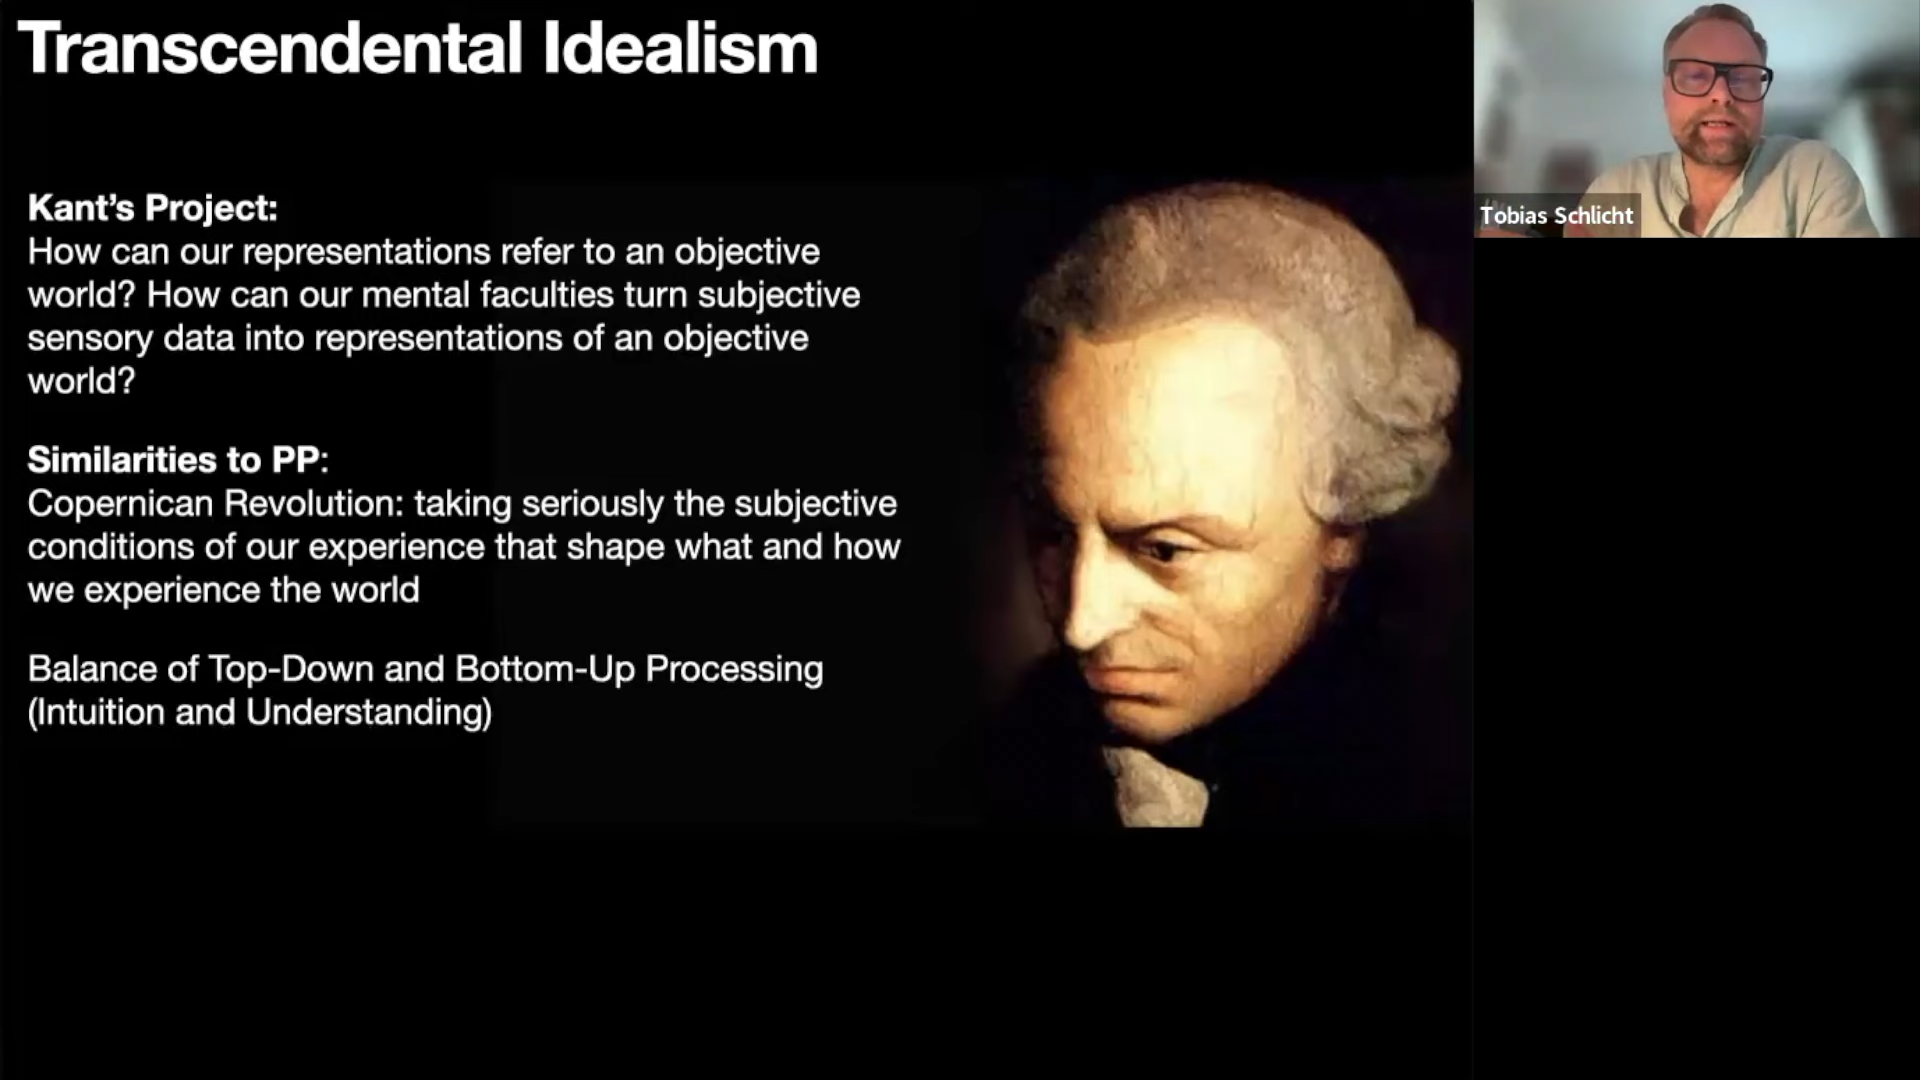 Transcendental Idealism
Tobias Schlicht
Kant’s Project:
How can our representations refer to an objective
world? How can our mental faculties turn subjective
sensory data into representations of an objective
world?
Similarities to PP:
Copernican Revolution: taking seriously the subjective
conditions of our experience that shape what and how
we experience the world
Balance of Top-Down and Bottom-Up Processing
(Intuition and Understanding)